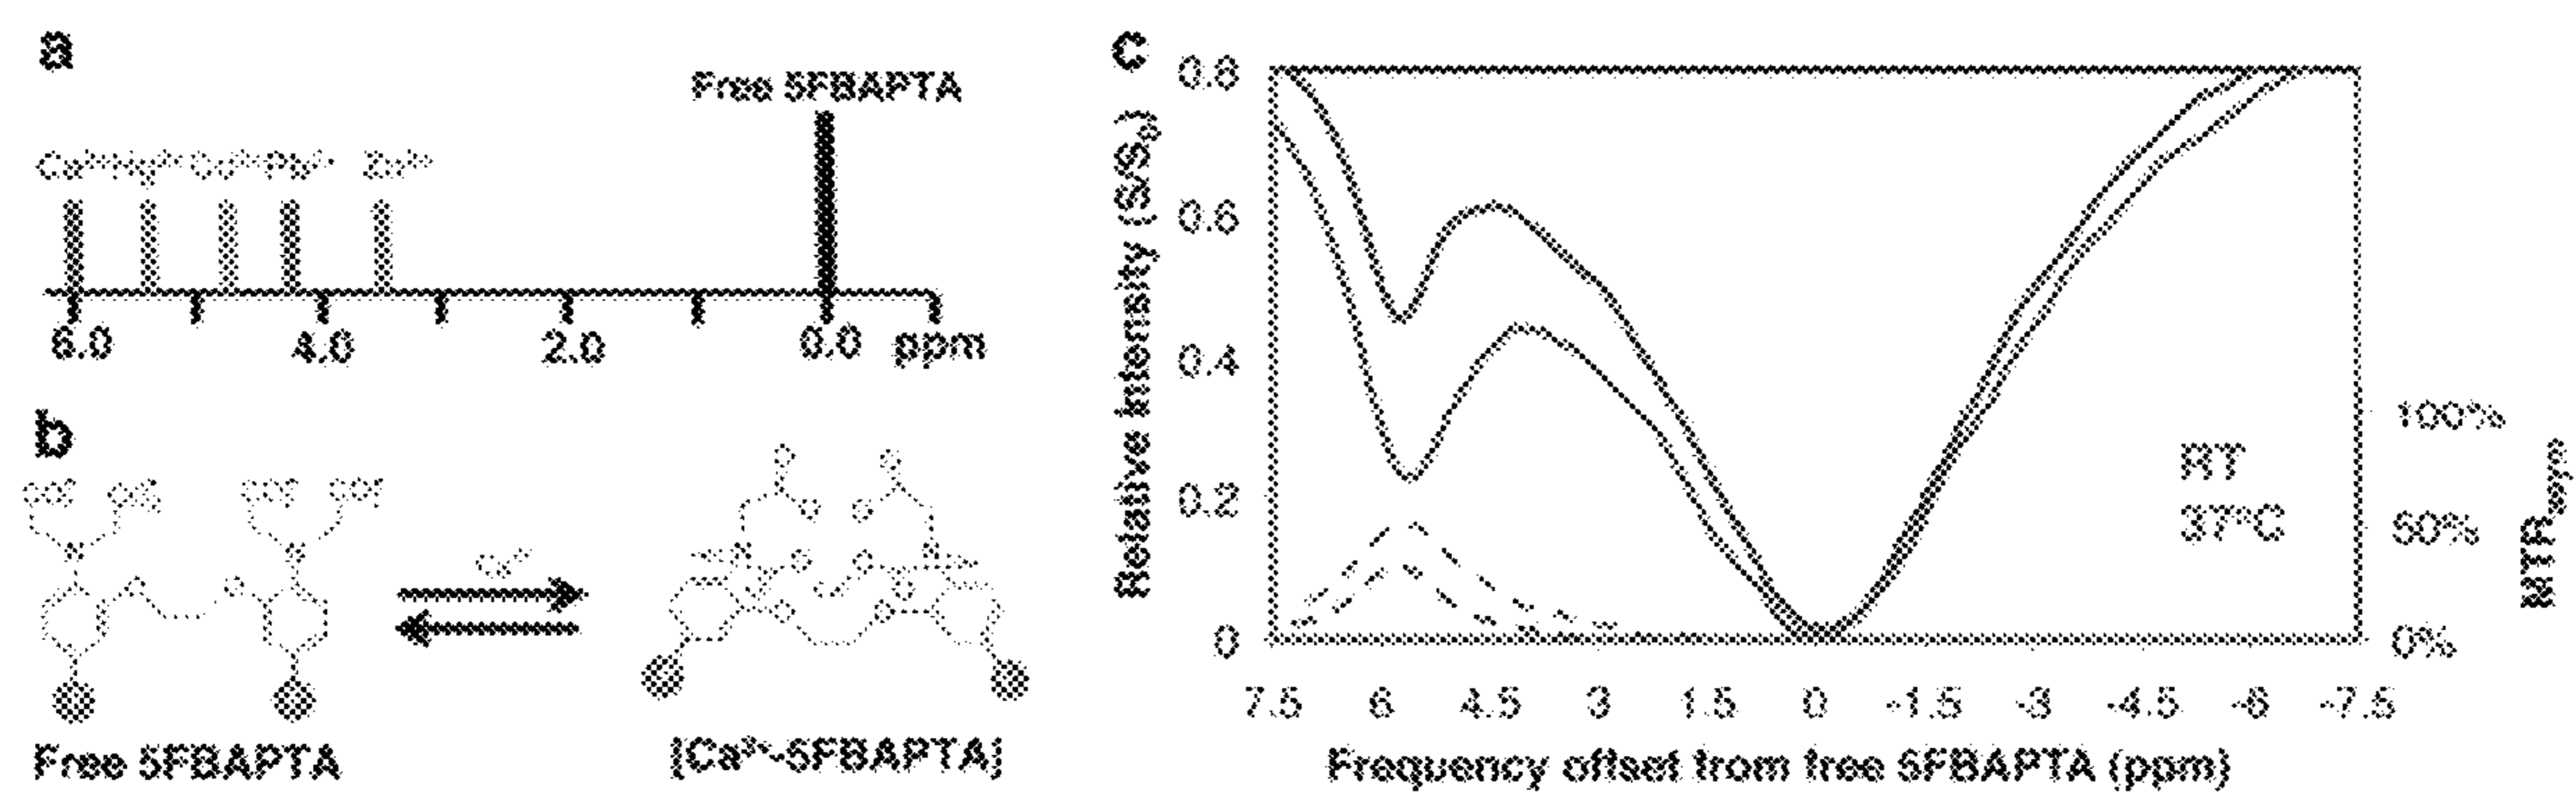 a
Free 5FBAPTA
Zn²⁺
6.0 4.0 2.0 0.0 ppm
b
Free 5FBAPTA
[Ca²⁺-5FBAPTA]
c
Relative Intensity (S/S₀)
0.8
0.6
0.4
0.2
0
100%
50%
0%
RT
37°C
7.5 6 4.5 3 1.5 0 -1.5 -3 -4.5 -6 -7.5
Frequency offset from free 5FBAPTA (ppm)